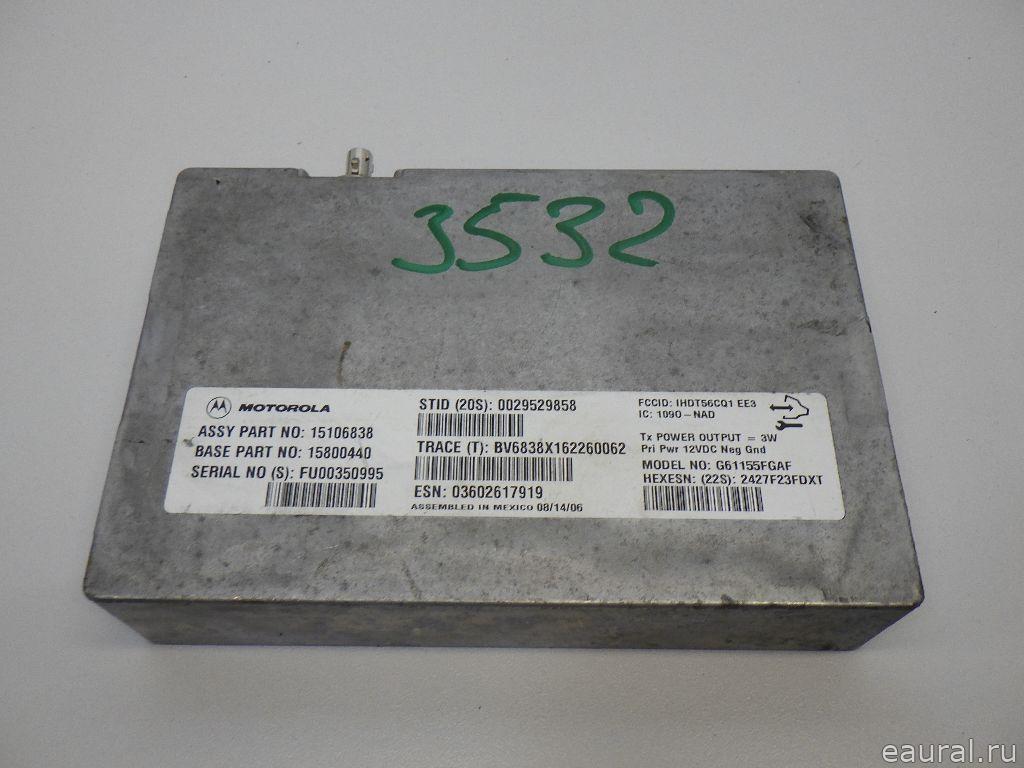 3532
MOTOROLA
ASSY PART NO: 15106838
BASE PART NO: 15800440
SERIAL NO (S): FU00350995
STID (20S): 0029529858
TRACE (T): BV6838X162260062
ESN: 03602617919
ASSEMBLED IN MEXICO 08/14/06
FCCID: IHDT56CQ1 EE3
IC: 1090-NAD
Tx POWER OUTPUT = 3W
Pri Pwr 12VDC Neg Gnd
MODEL NO: G61155FGAF
HEXESN: (22S): 2427F23FDXT
eaural.ru